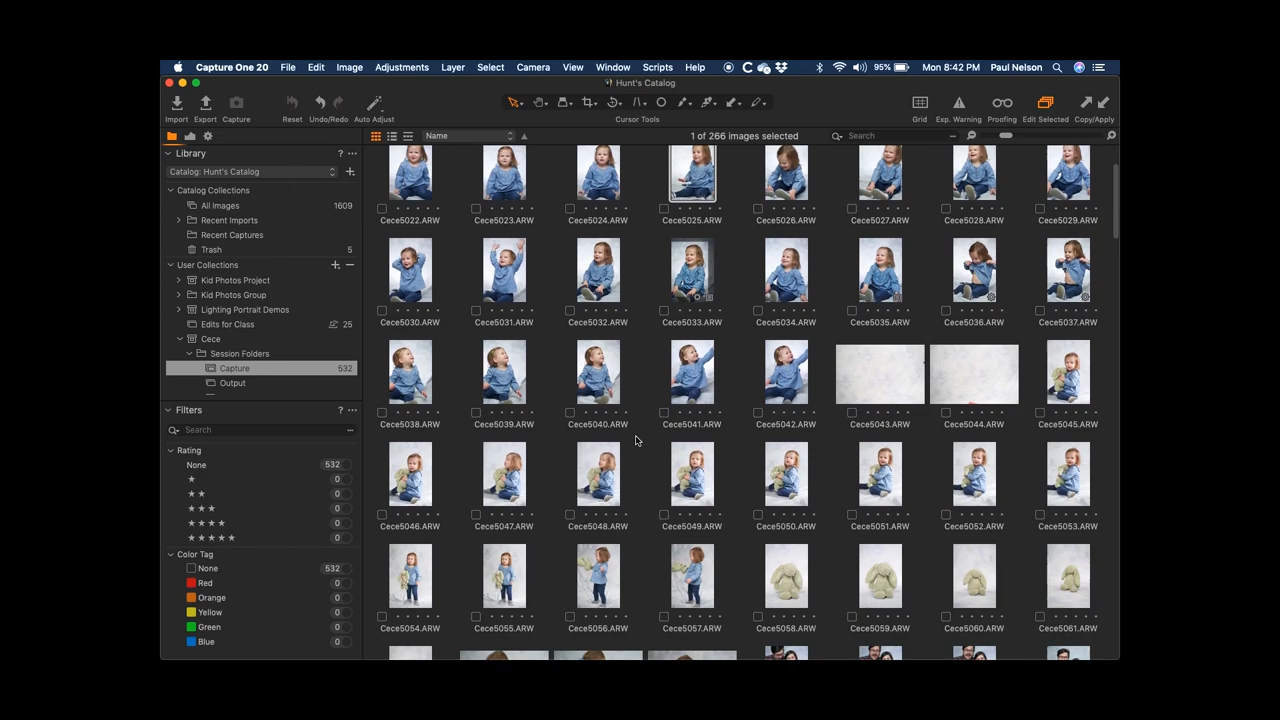 Capture One 20 File Edit Image Adjustments Layer Select Camera View Window Scripts Help 95% Mon 8:42 PM Paul Nelson
Hunt's Catalog
Import Export Capture Reset Undo/Redo Auto Adjust Cursor Tools Grid Exp. Warning Proofing Edit Selected Copy/Apply
Name 1 of 266 images selected Search
Library ?
Catalog: Hunt's Catalog
Catalog Collections
All Images 1609
Recent Imports
Recent Captures
Trash 5
User Collections
Kid Photos Project
Kid Photos Group
Lighting Portrait Demos
Edits for Class 25
Cece
Session Folders
Capture 532
Output
Filters ?
Search
Rating
None 532
★ 0
★ ★ 0
★ ★ ★ 0
★ ★ ★ ★ 0
★ ★ ★ ★ ★ 0
Color Tag
None 532
Red 0
Orange 0
Yellow 0
Green 0
Blue 0
Cece5022.ARW Cece5023.ARW Cece5024.ARW Cece5025.ARW Cece5026.ARW Cece5027.ARW Cece5028.ARW Cece5029.ARW
Cece5030.ARW Cece5031.ARW Cece5032.ARW Cece5033.ARW Cece5034.ARW Cece5035.ARW Cece5036.ARW Cece5037.ARW
Cece5038.ARW Cece5039.ARW Cece5040.ARW Cece5041.ARW Cece5042.ARW Cece5043.ARW Cece5044.ARW Cece5045.ARW
Cece5046.ARW Cece5047.ARW Cece5048.ARW Cece5049.ARW Cece5050.ARW Cece5051.ARW Cece5052.ARW Cece5053.ARW
Cece5054.ARW Cece5055.ARW Cece5056.ARW Cece5057.ARW Cece5058.ARW Cece5059.ARW Cece5060.ARW Cece5061.ARW